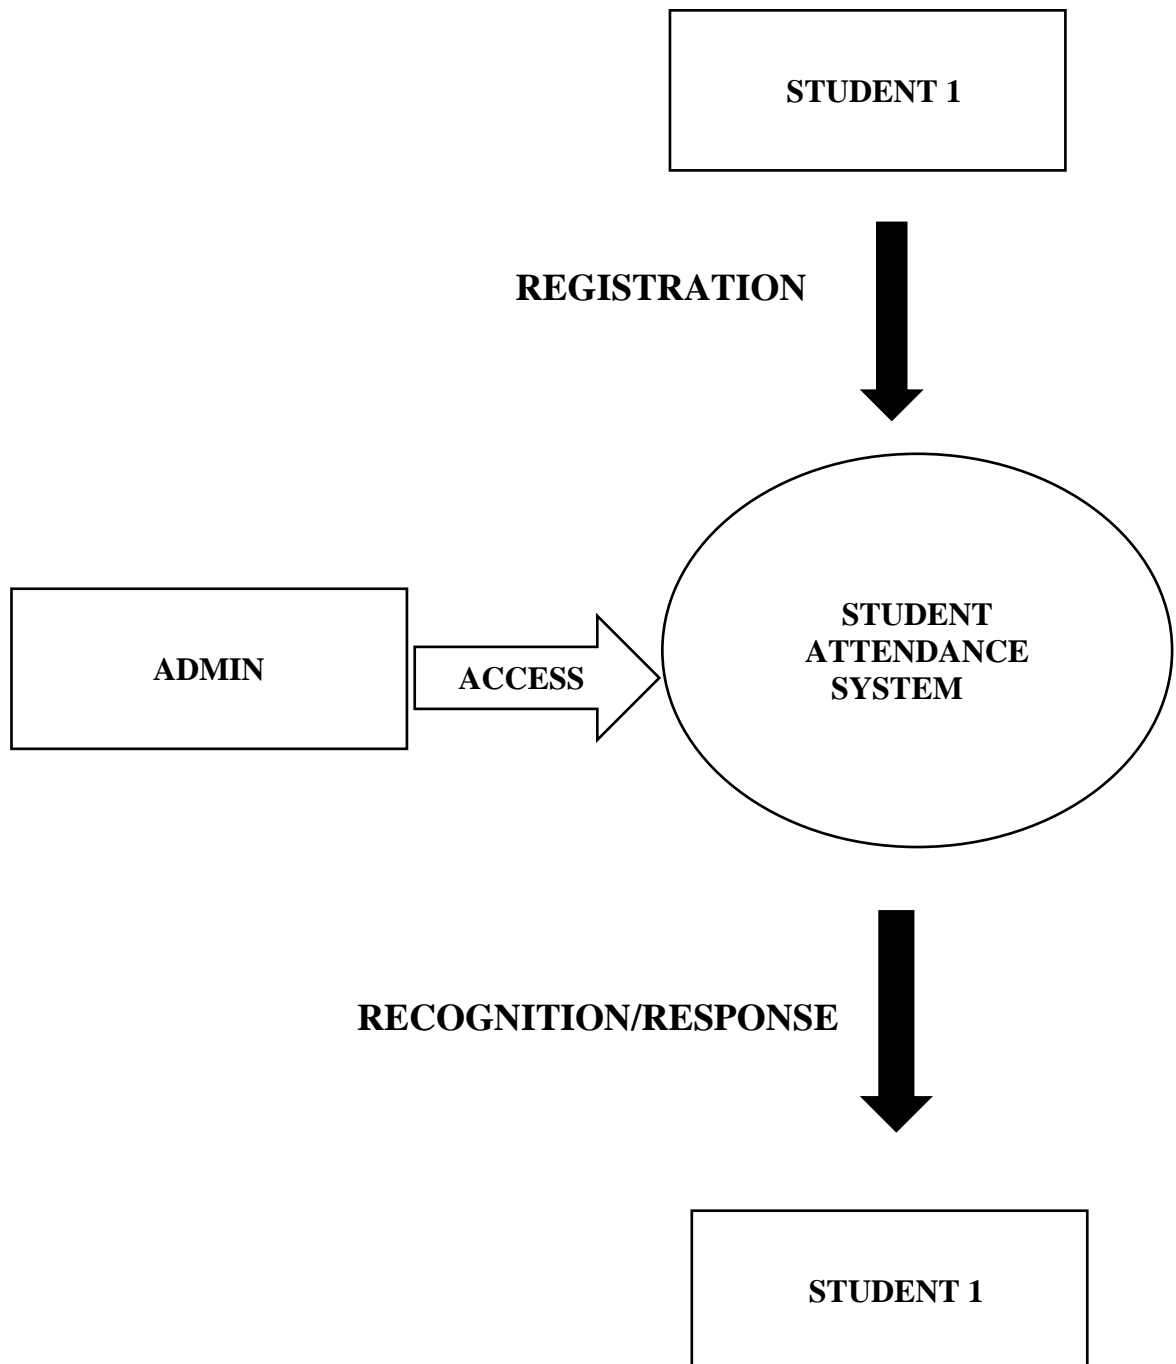 STUDENT 1
REGISTRATION
STUDENT
ATTENDANCE
SYSTEM
ADMIN
ACCESS
RECOGNITION/RESPONSE
STUDENT 1